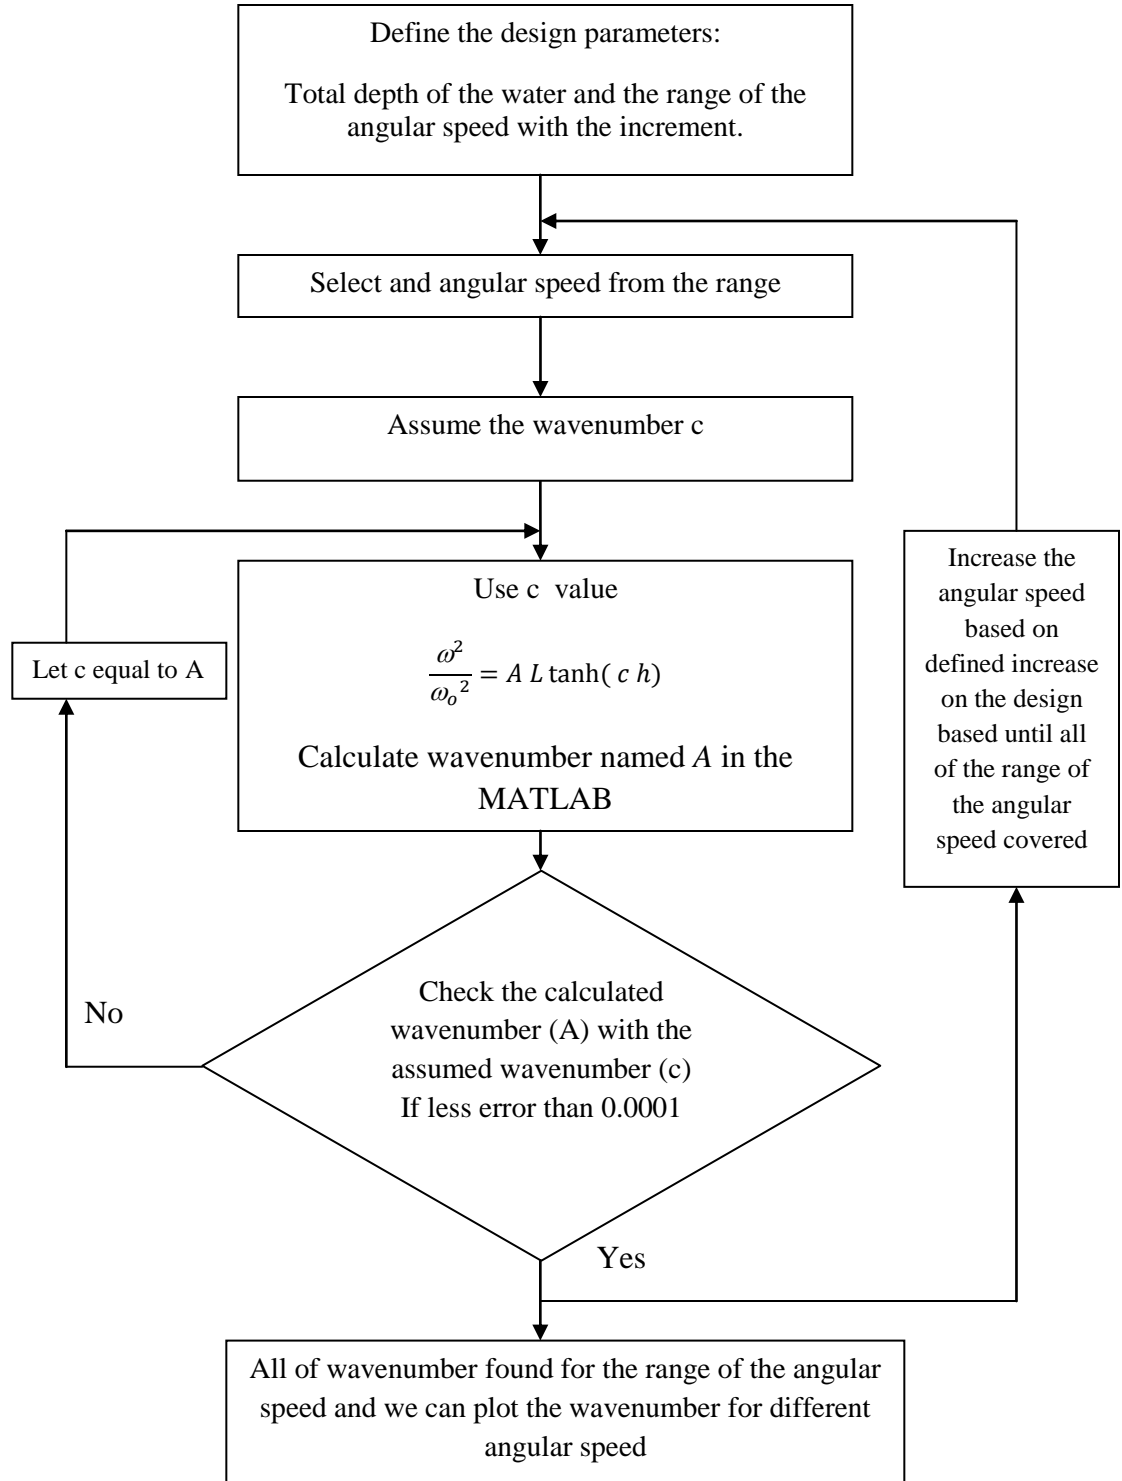 Define the design parameters:
Total depth of the water and the range of the
angular speed with the increment.
Select and angular speed from the range
Assume the wavenumber c
Use c value
ω²/ωₒ² = A L tanh( c h)
Calculate wavenumber named A in the
MATLAB
Let c equal to A
Increase the
angular speed
based on
defined increase
on the design
based until all
of the range of
the angular
speed covered
Check the calculated
wavenumber (A) with the
assumed wavenumber (c)
If less error than 0.0001
No
Yes
All of wavenumber found for the range of the angular
speed and we can plot the wavenumber for different
angular speed